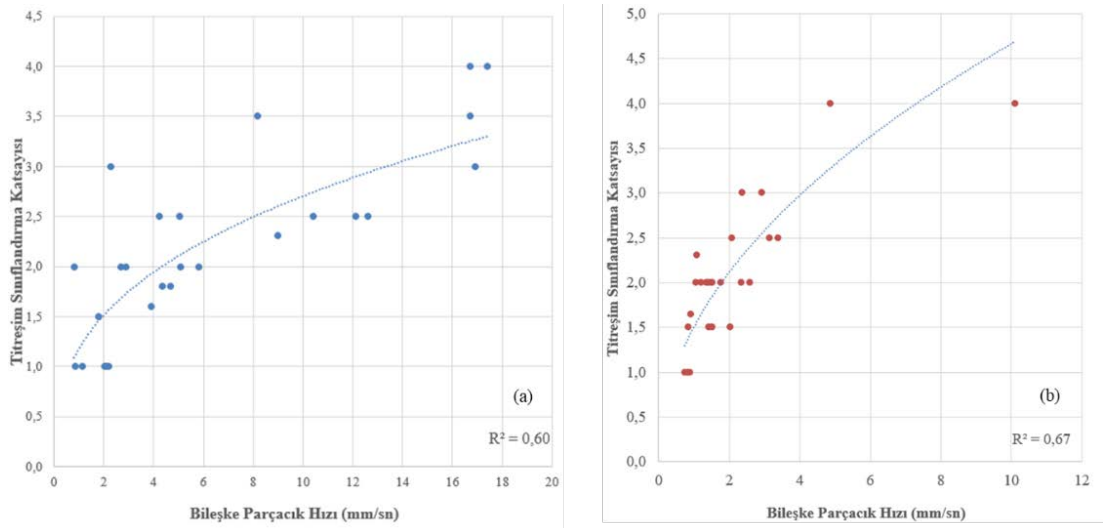 4,5
4,0
3,5
3,0
2,5
2,0
1,5
1,0
0,5
0,0
Titreşim Sınıflandırma Katsayısı
(a)
R² = 0,60
0 2 4 6 8 10 12 14 16 18 20
Bileşke Parçacık Hızı (mm/sn)
5,0
4,5
4,0
3,5
3,0
2,5
2,0
1,5
1,0
0,5
0,0
Titreşim Sınıflandırma Katsayısı
(b)
R² = 0,67
0 2 4 6 8 10 12
Bileşke Parçacık Hızı (mm/sn)